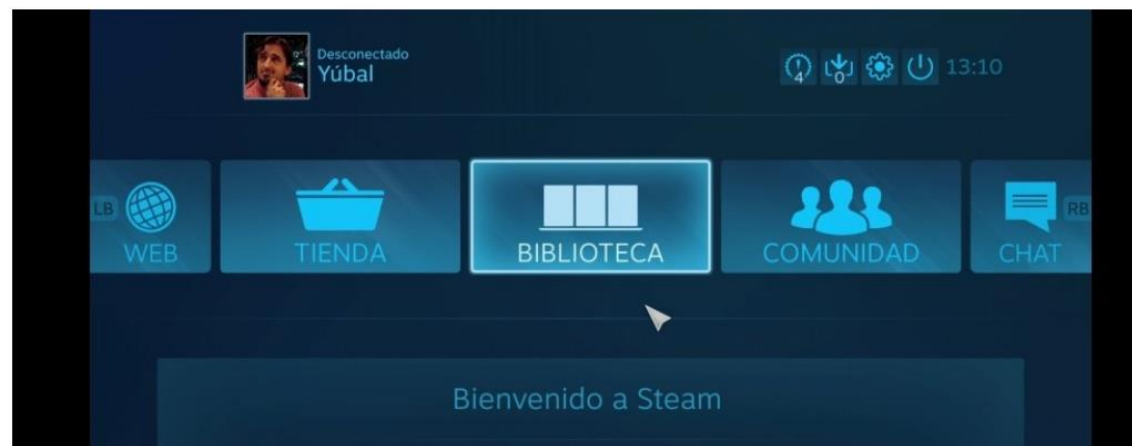 Desconectado
Yúbal
4
0
13:10
LB
WEB
TIENDA
BIBLIOTECA
COMUNIDAD
CHAT
RB
Bienvenido a Steam